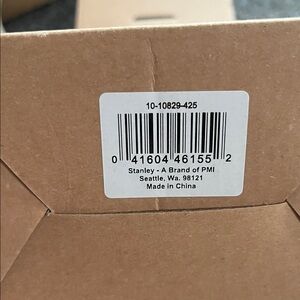 10-10829-425
0 41604 46155 2
Stanley - A Brand of PMI
Seattle, Wa. 98121
Made in China